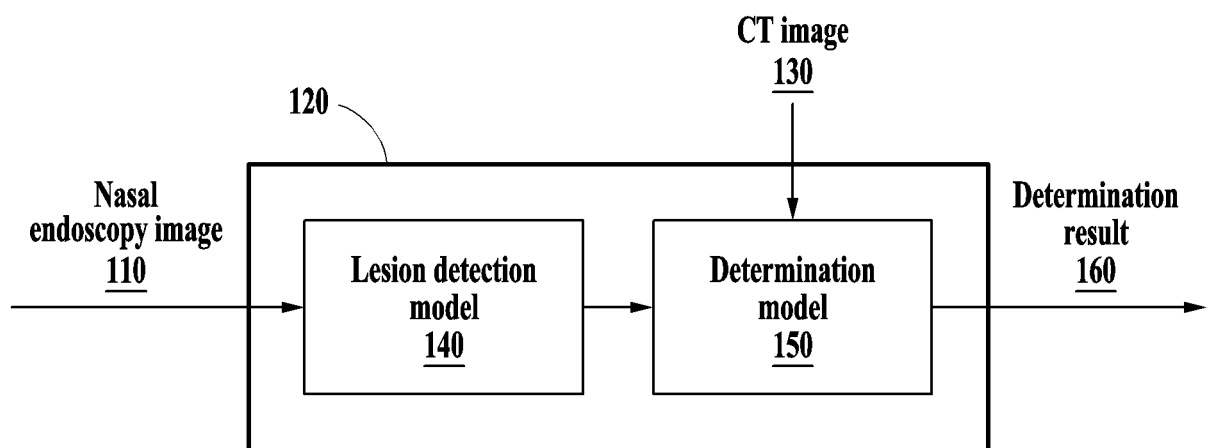 CT image
130
120
Nasal
endoscopy image
110
Lesion detection
model
140
Determination
model
150
Determination
result
160